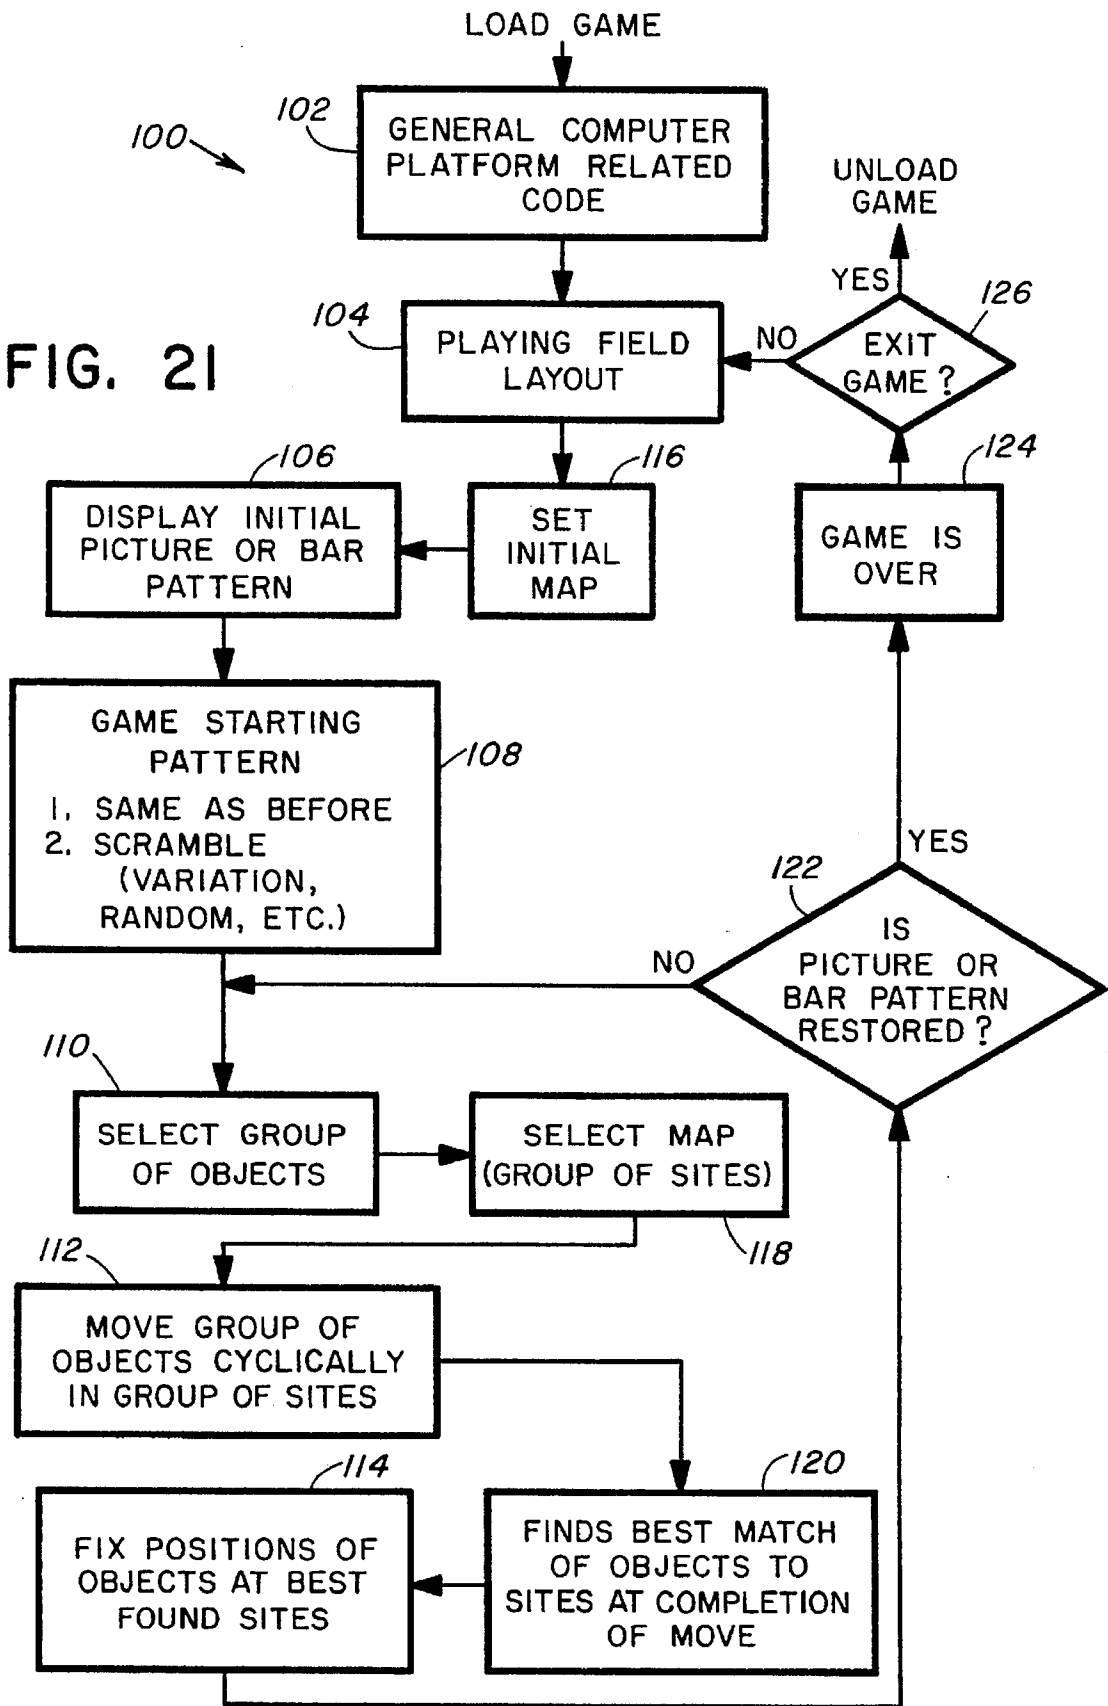 LOAD GAME
100
102
GENERAL COMPUTER
PLATFORM RELATED
CODE
UNLOAD
GAME
YES
126
EXIT
GAME?
NO
104
PLAYING FIELD
LAYOUT
FIG. 21
106
DISPLAY INITIAL
PICTURE OR BAR
PATTERN
116
SET
INITIAL
MAP
124
GAME IS
OVER
GAME STARTING
PATTERN
1. SAME AS BEFORE
2. SCRAMBLE
(VARIATION,
RANDOM, ETC.)
108
YES
122
IS
PICTURE OR
BAR PATTERN
RESTORED?
NO
110
SELECT GROUP
OF OBJECTS
SELECT MAP
(GROUP OF SITES)
118
112
MOVE GROUP OF
OBJECTS CYCLICALLY
IN GROUP OF SITES
114
FIX POSITIONS OF
OBJECTS AT BEST
FOUND SITES
120
FINDS BEST MATCH
OF OBJECTS TO
SITES AT COMPLETION
OF MOVE